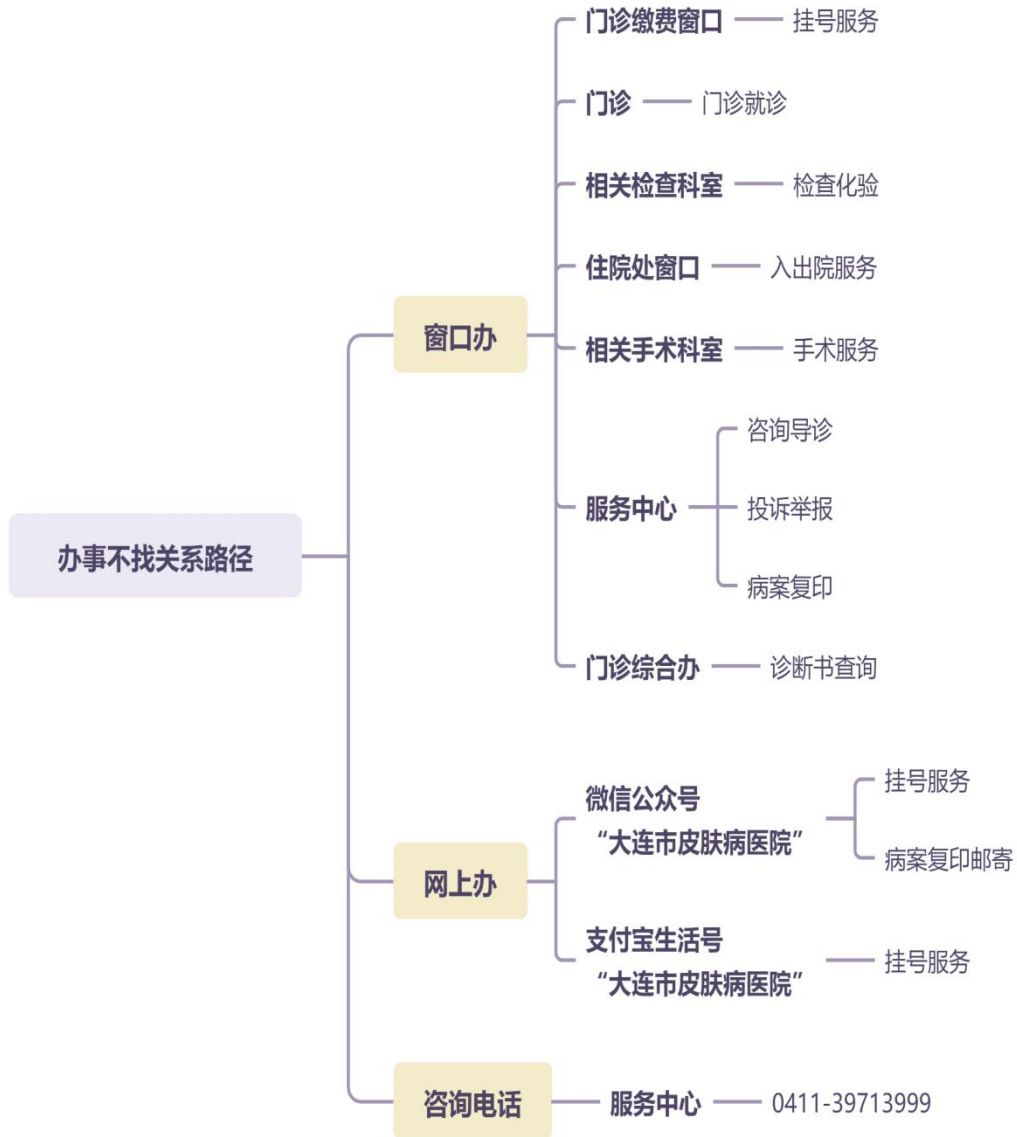 门诊缴费窗口 挂号服务
门诊 门诊就诊
相关检查科室 检查化验
住院处窗口 入出院服务
窗口办
相关手术科室 手术服务
咨询导诊
服务中心 投诉举报
病案复印
办事不找关系路径
门诊综合办 诊断书查询
微信公众号
“大连市皮肤病医院”
挂号服务
病案复印邮寄
网上办
支付宝生活号
“大连市皮肤病医院”
挂号服务
咨询电话 服务中心 0411-39713999